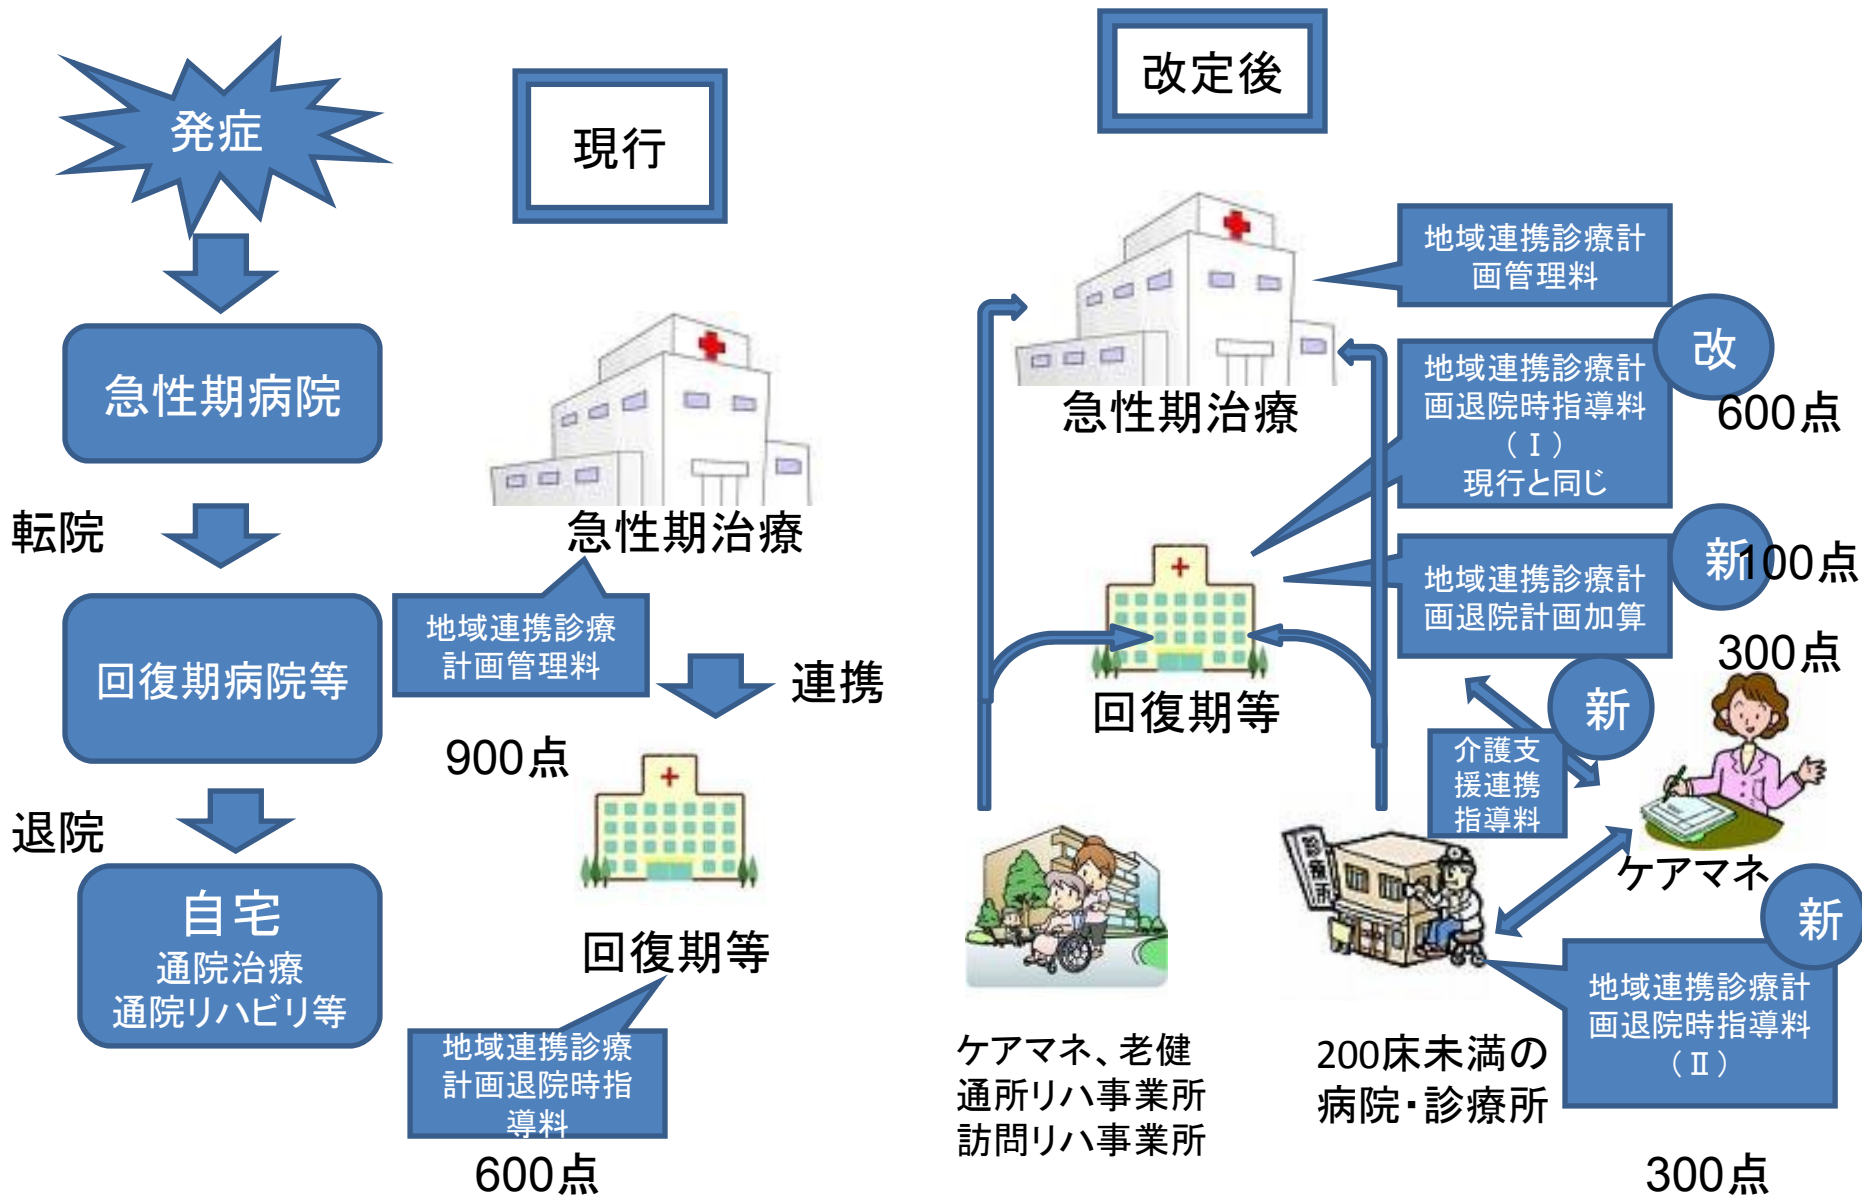 発症
現行
急性期病院
急性期治療
転院
地域連携診療
計画管理料
900点
連携
回復期病院等
回復期等
退院
自宅
通院治療
通院リハビリ等
地域連携診療
計画退院時指
導料
600点
改定後
地域連携診療計
画管理料
急性期治療
改
地域連携診療計
画退院時指導料
(Ⅰ)
現行と同じ
600点
新
100点
地域連携診療計
画退院計画加算
回復期等
300点
新
介護支
援連携
指導料
ケアマネ
診療所
新
地域連携診療計
画退院時指導料
(Ⅱ)
300点
ケアマネ、老健
通所リハ事業所
訪問リハ事業所
200床未満の
病院・診療所